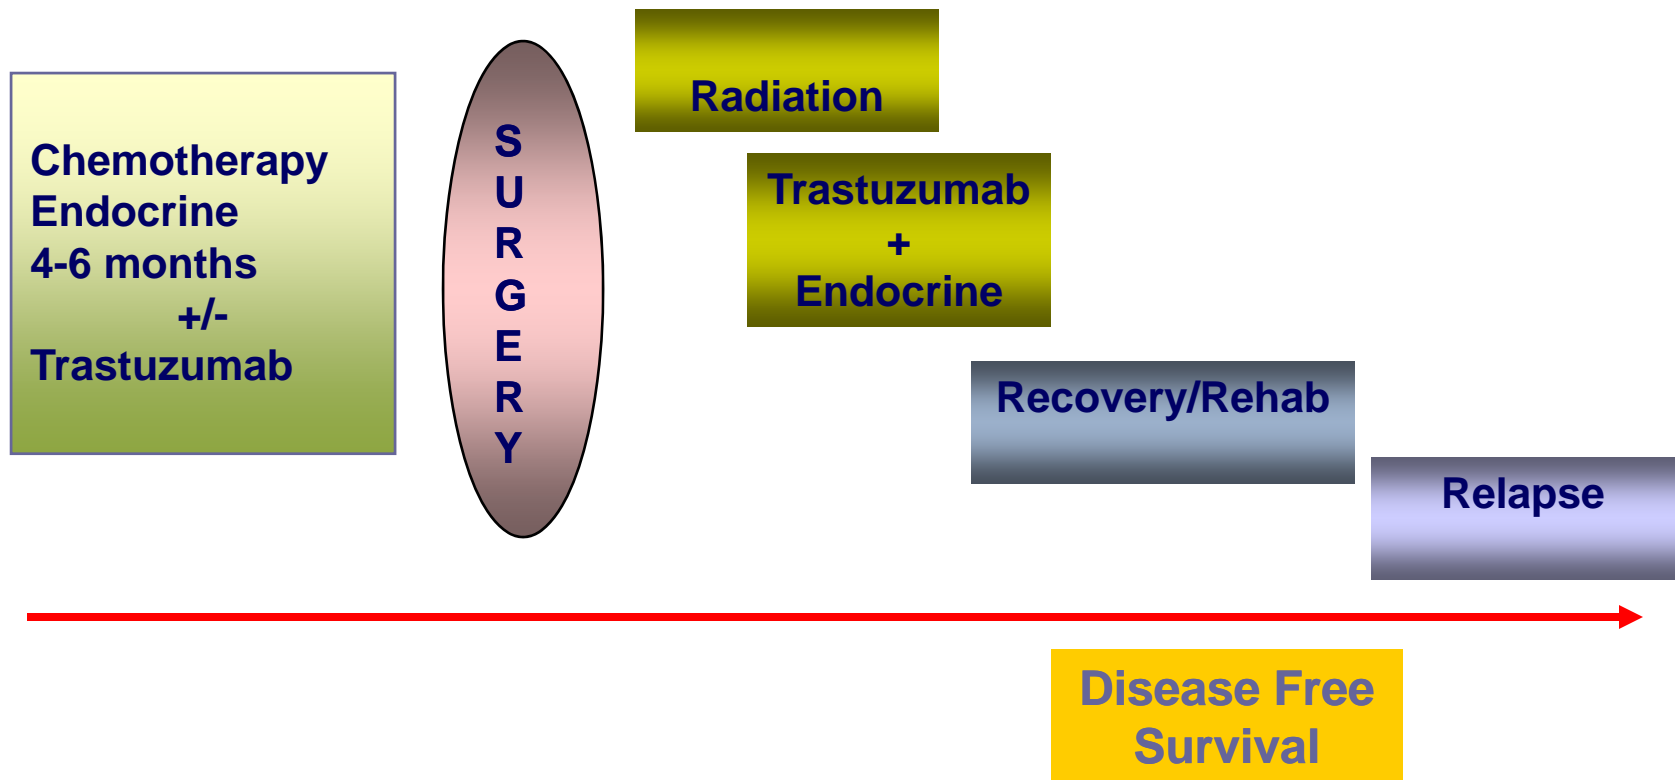 Chemotherapy
Endocrine
4-6 months
+/-
Trastuzumab
S
U
R
G
E
R
Y
Radiation
Trastuzumab
+
Endocrine
Recovery/Rehab
Relapse
Disease Free
Survival